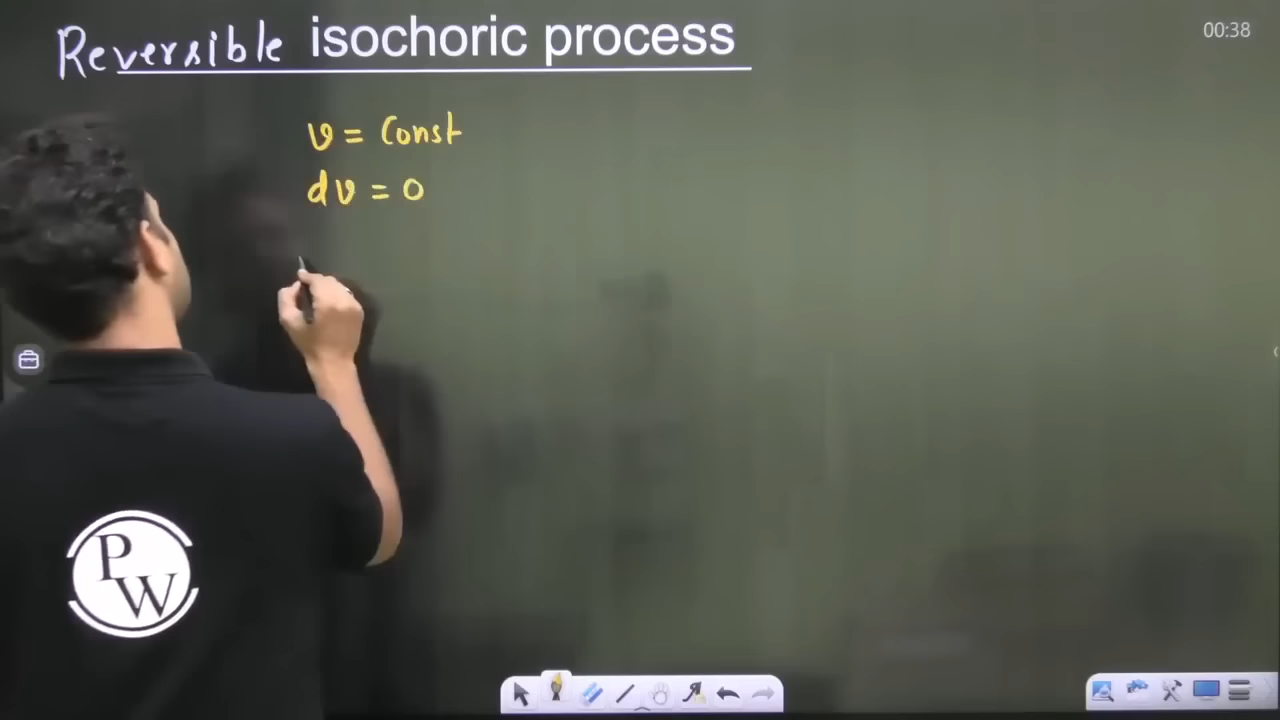 Reversible isochoric process
00:38
v = Const
dv = 0
PW